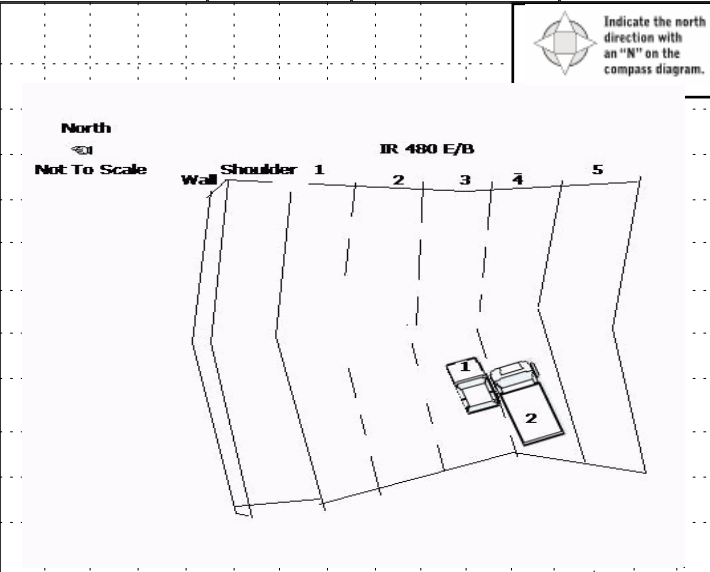 Indicate the north
direction with
an “N” on the
compass diagram.
North
IR 480 E/B
Not To Scale
Wall Shoulder 1 2 3 4 5
1
2